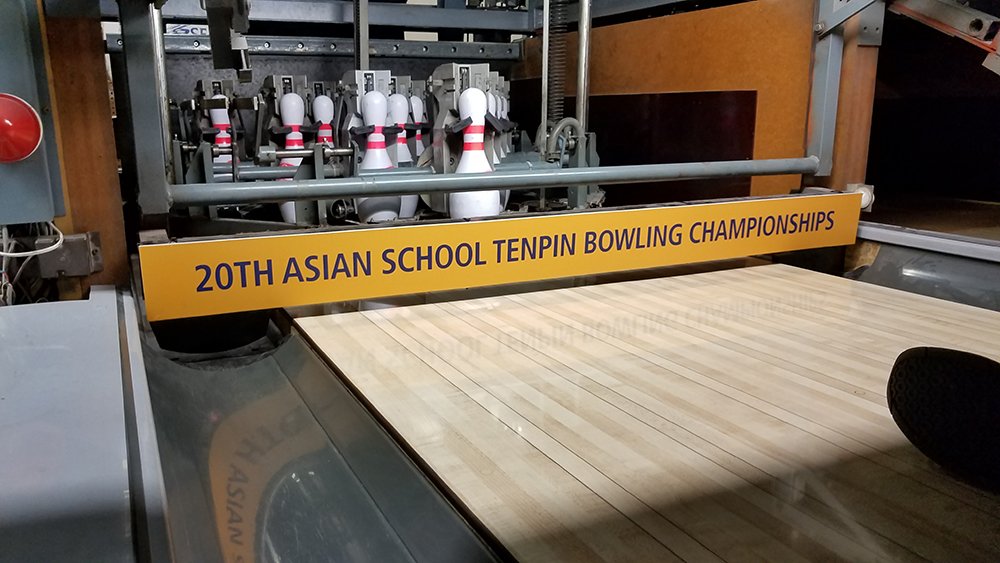 20TH ASIAN SCHOOL TENPIN BOWLING CHAMPIONSHIPS